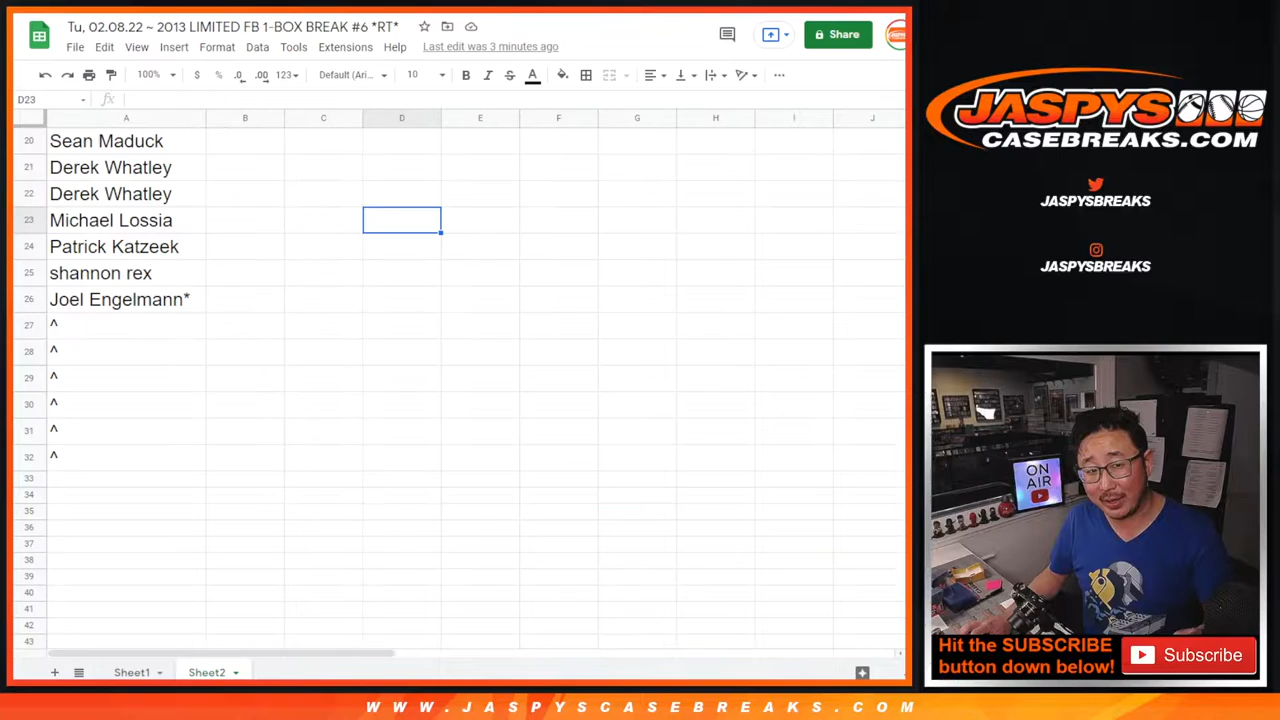 Tu, 02.08.22 ~ 2013 LIMITED FB 1-BOX BREAK #6 *RT*
File Edit View Insert Format Data Tools Extensions Help Last edit was 3 minutes ago
Share
100% $ % .0 .00 123 Default (Ari... 10 B I S A
D23 fx
A B C D E F G H I J
20 Sean Maduck
21 Derek Whatley
22 Derek Whatley
23 Michael Lossia
24 Patrick Katzeek
25 shannon rex
26 Joel Engelmann*
27 ^
28 ^
29 ^
30 ^
31 ^
32 ^
33
34
35
36
37
38
39
40
41
42
43
Sheet1 Sheet2
JASPYS
CASEBREAKS.COM
JASPYSBREAKS
JASPYSBREAKS
ON
AIR
Hit the SUBSCRIBE
button down below!
Subscribe
WWW.JASPYSCASEBREAKS.COM